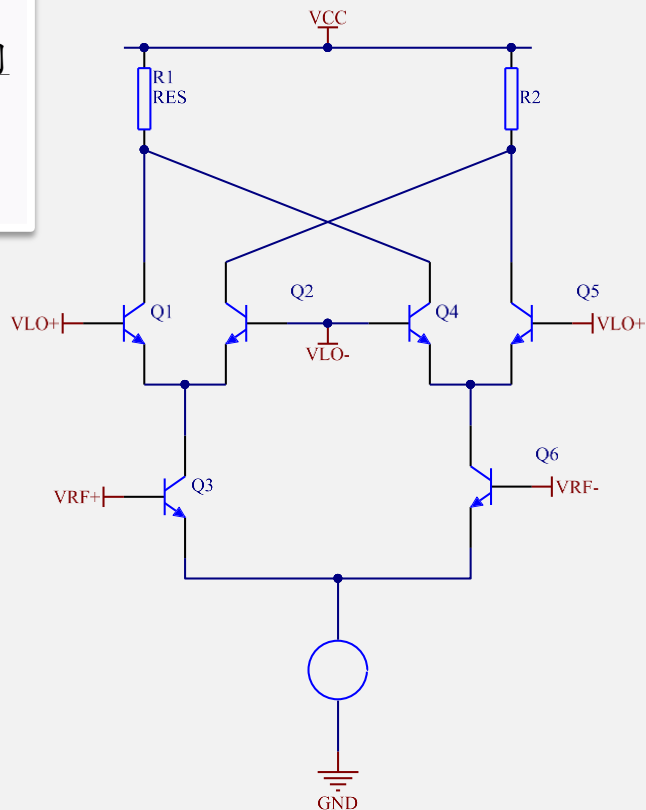 VCC
R1
RES
R2
Q1
Q2
Q4
Q5
VLO+
VLO-
VLO+
Q3
Q6
VRF+
VRF-
GND